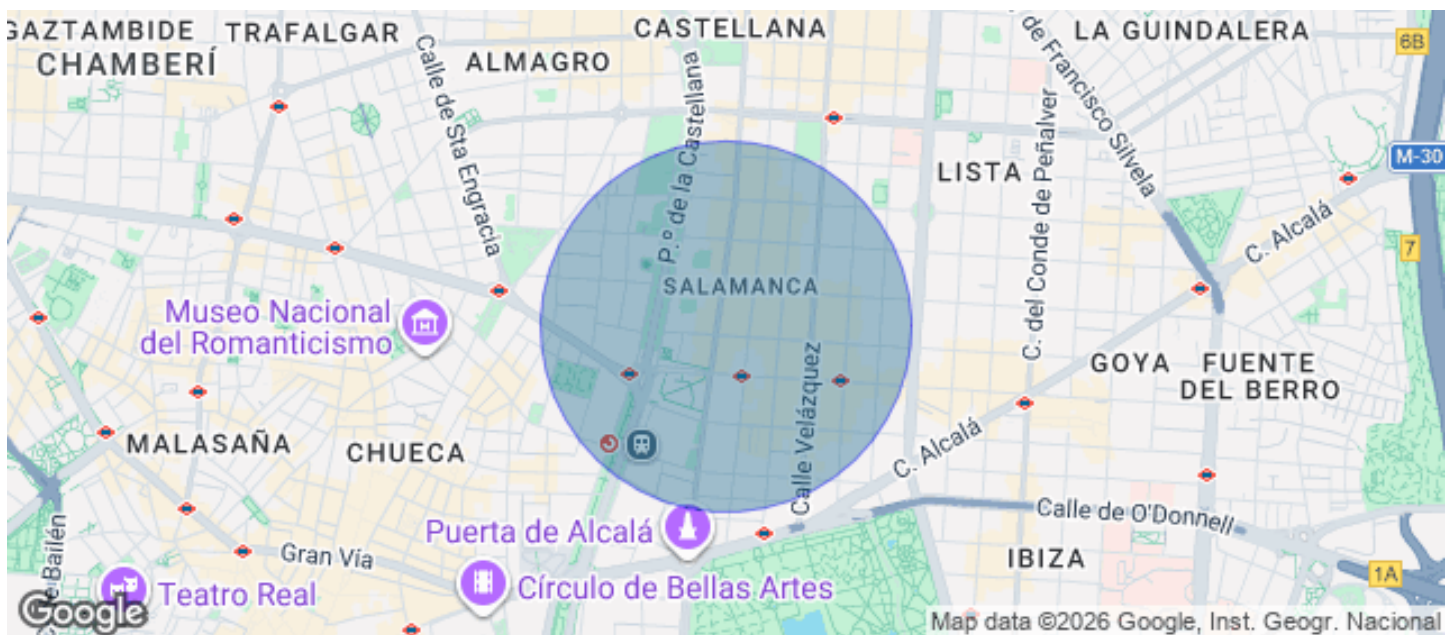 GAZTAMBIDE
TRAFALGAR
CASTELLANA
LA GUINDALERA
6B
CHAMBERÍ
ALMAGRO
Calle de Sta Engracia
P.º de la Castellana
de Francisco Silvela
C. del Conde de Peñalver
LISTA
M-30
C. Alcalá
7
SALAMANCA
Museo Nacional
del Romanticismo
Calle Velázquez
GOYA
FUENTE
DEL BERRO
MALASAÑA
CHUECA
C. Alcalá
Puerta de Alcalá
Calle de O'Donnell
Bailén
Gran Vía
IBIZA
1A
Teatro Real
Círculo de Bellas Artes
Google
Map data ©2026 Google, Inst. Geogr. Nacional